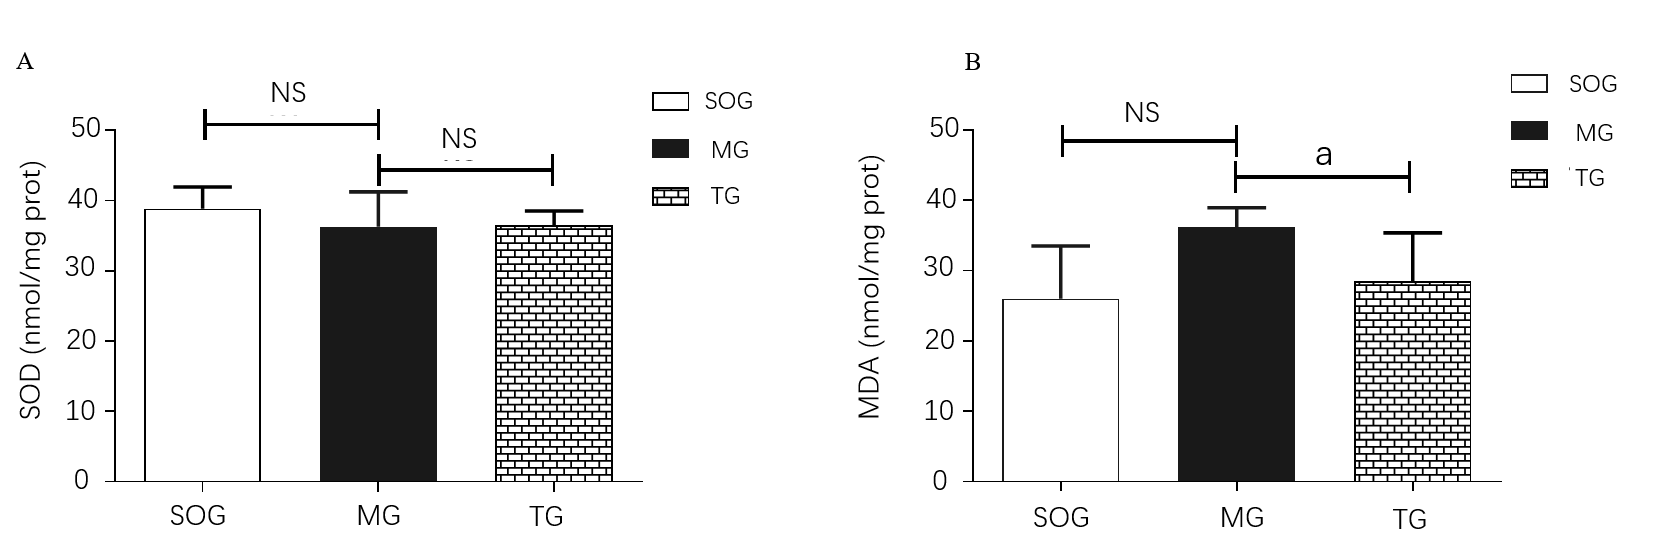 A
NS
NS
SOG
MG
TG
SOD (nmol/mg prot)
50
40
30
20
10
0
SOG
MG
TG
B
NS
a
SOG
MG
TG
MDA (nmol/mg prot)
50
40
30
20
10
0
SOG
MG
TG